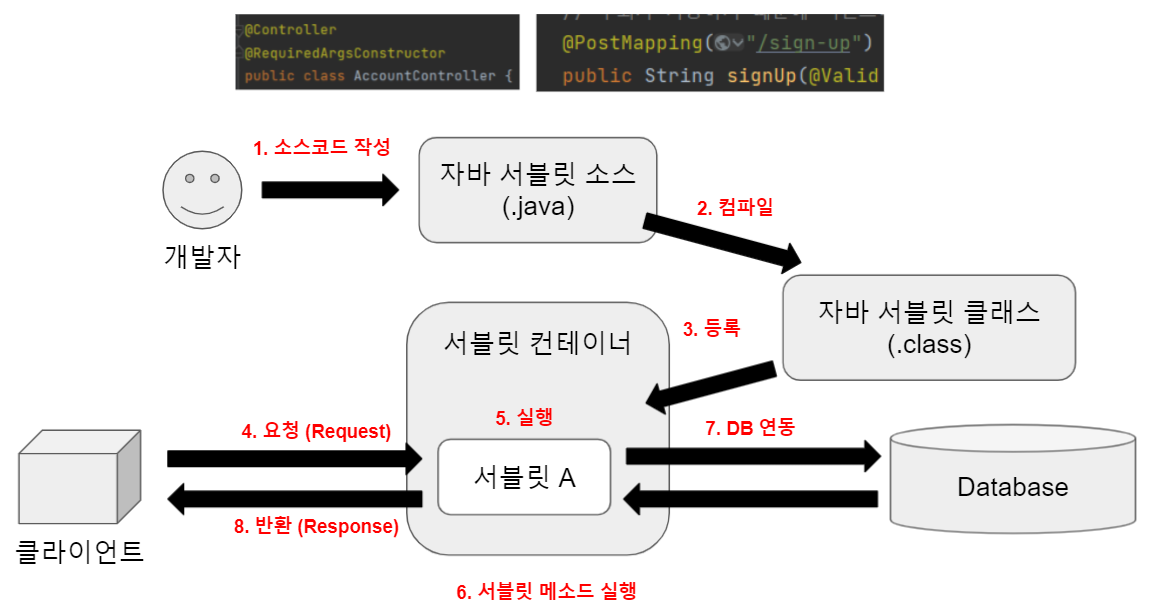 @Controller
@RequiredArgsConstructor
public class AccountController {
@PostMapping("/sign-up")
public String signUp(@Valid
1. 소스코드 작성
자바 서블릿 소스
(.java)
2. 컴파일
개발자
자바 서블릿 클래스
(.class)
3. 등록
서블릿 컨테이너
5. 실행
4. 요청 (Request)
7. DB 연동
서블릿 A
Database
8. 반환 (Response)
클라이언트
6. 서블릿 메소드 실행